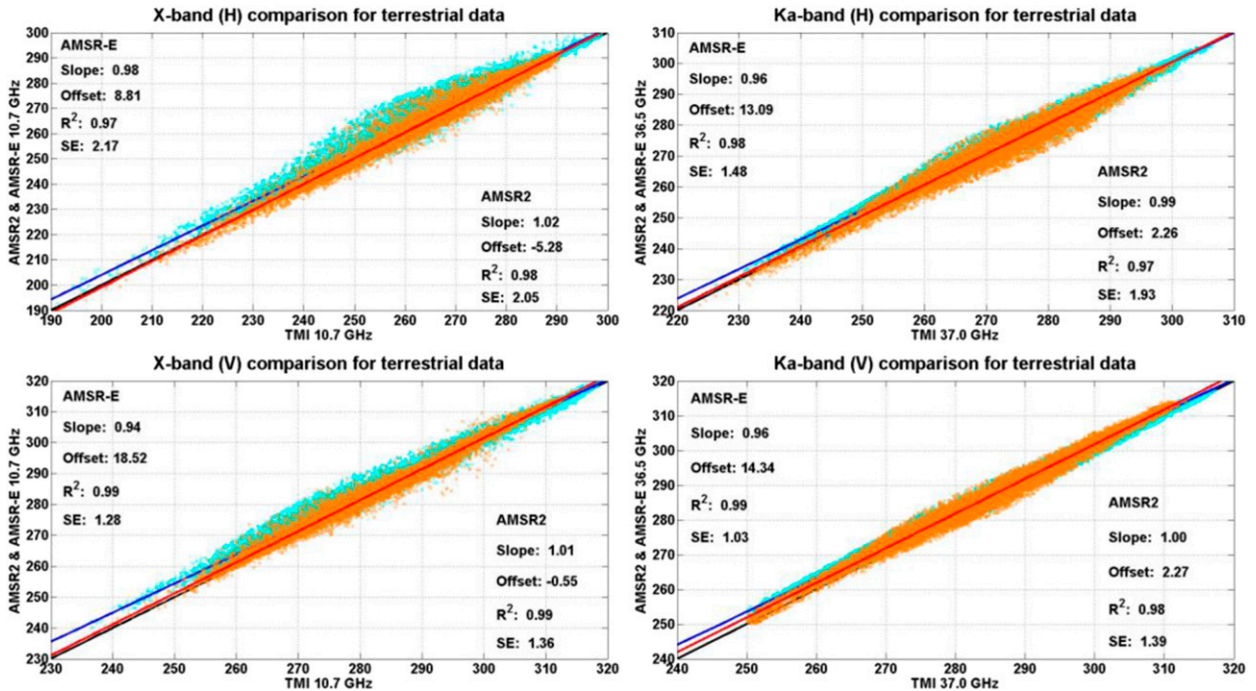 X-band (H) comparison for terrestrial data
AMSR2 & AMSR-E 10.7 GHz
300
290
280
270
260
250
240
230
220
210
200
190
AMSR-E
Slope: 0.98
Offset: 8.81
R²: 0.97
SE: 2.17
AMSR2
Slope: 1.02
Offset: -5.28
R²: 0.98
SE: 2.05
190 200 210 220 230 240 250 260 270 280 290 300
TMI 10.7 GHz
Ka-band (H) comparison for terrestrial data
AMSR2 & AMSR-E 36.5 GHz
310
300
290
280
270
260
250
240
230
220
AMSR-E
Slope: 0.96
Offset: 13.09
R²: 0.98
SE: 1.48
AMSR2
Slope: 0.99
Offset: 2.26
R²: 0.97
SE: 1.93
220 230 240 250 260 270 280 290 300 310
TMI 37.0 GHz
X-band (V) comparison for terrestrial data
AMSR2 & AMSR-E 10.7 GHz
320
310
300
290
280
270
260
250
240
230
AMSR-E
Slope: 0.94
Offset: 18.52
R²: 0.99
SE: 1.28
AMSR2
Slope: 1.01
Offset: -0.55
R²: 0.99
SE: 1.36
230 240 250 260 270 280 290 300 310 320
TMI 10.7 GHz
Ka-band (V) comparison for terrestrial data
AMSR2 & AMSR-E 36.5 GHz
320
310
300
290
280
270
260
250
240
AMSR-E
Slope: 0.96
Offset: 14.34
R²: 0.99
SE: 1.03
AMSR2
Slope: 1.00
Offset: 2.27
R²: 0.98
SE: 1.39
240 250 260 270 280 290 300 310 320
TMI 37.0 GHz